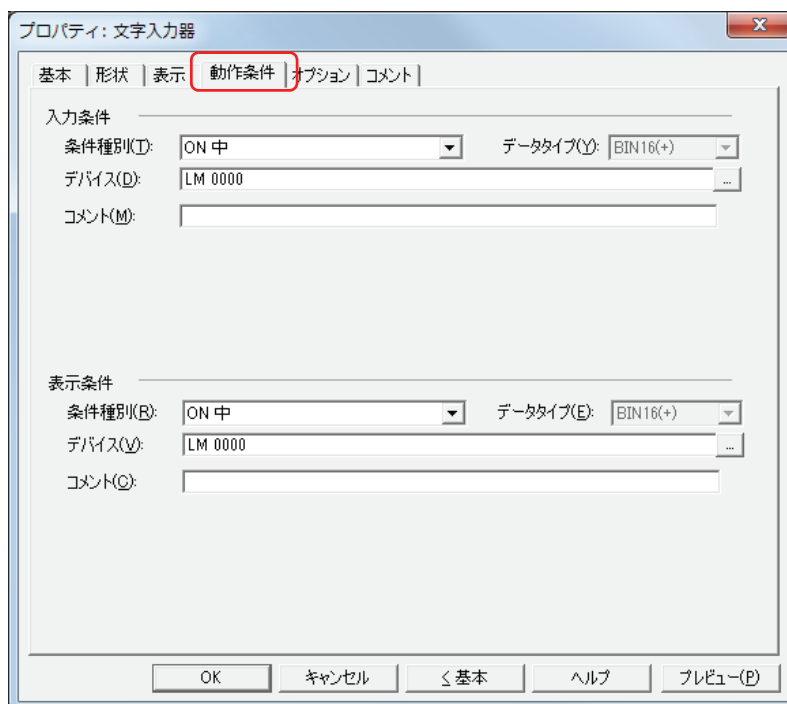 プロパティ: 文字入力器
基本 形状 表示 動作条件 オプション コメント
入力条件
条件種別(T): ON 中 データタイプ(Y): BIN16(+)
デバイス(D): LM 0000 ...
コメント(M):
表示条件
条件種別(R): ON 中 データタイプ(E): BIN16(+)
デバイス(V): LM 0000 ...
コメント(C):
OK キャンセル <基本 ヘルプ プレビュー(P)